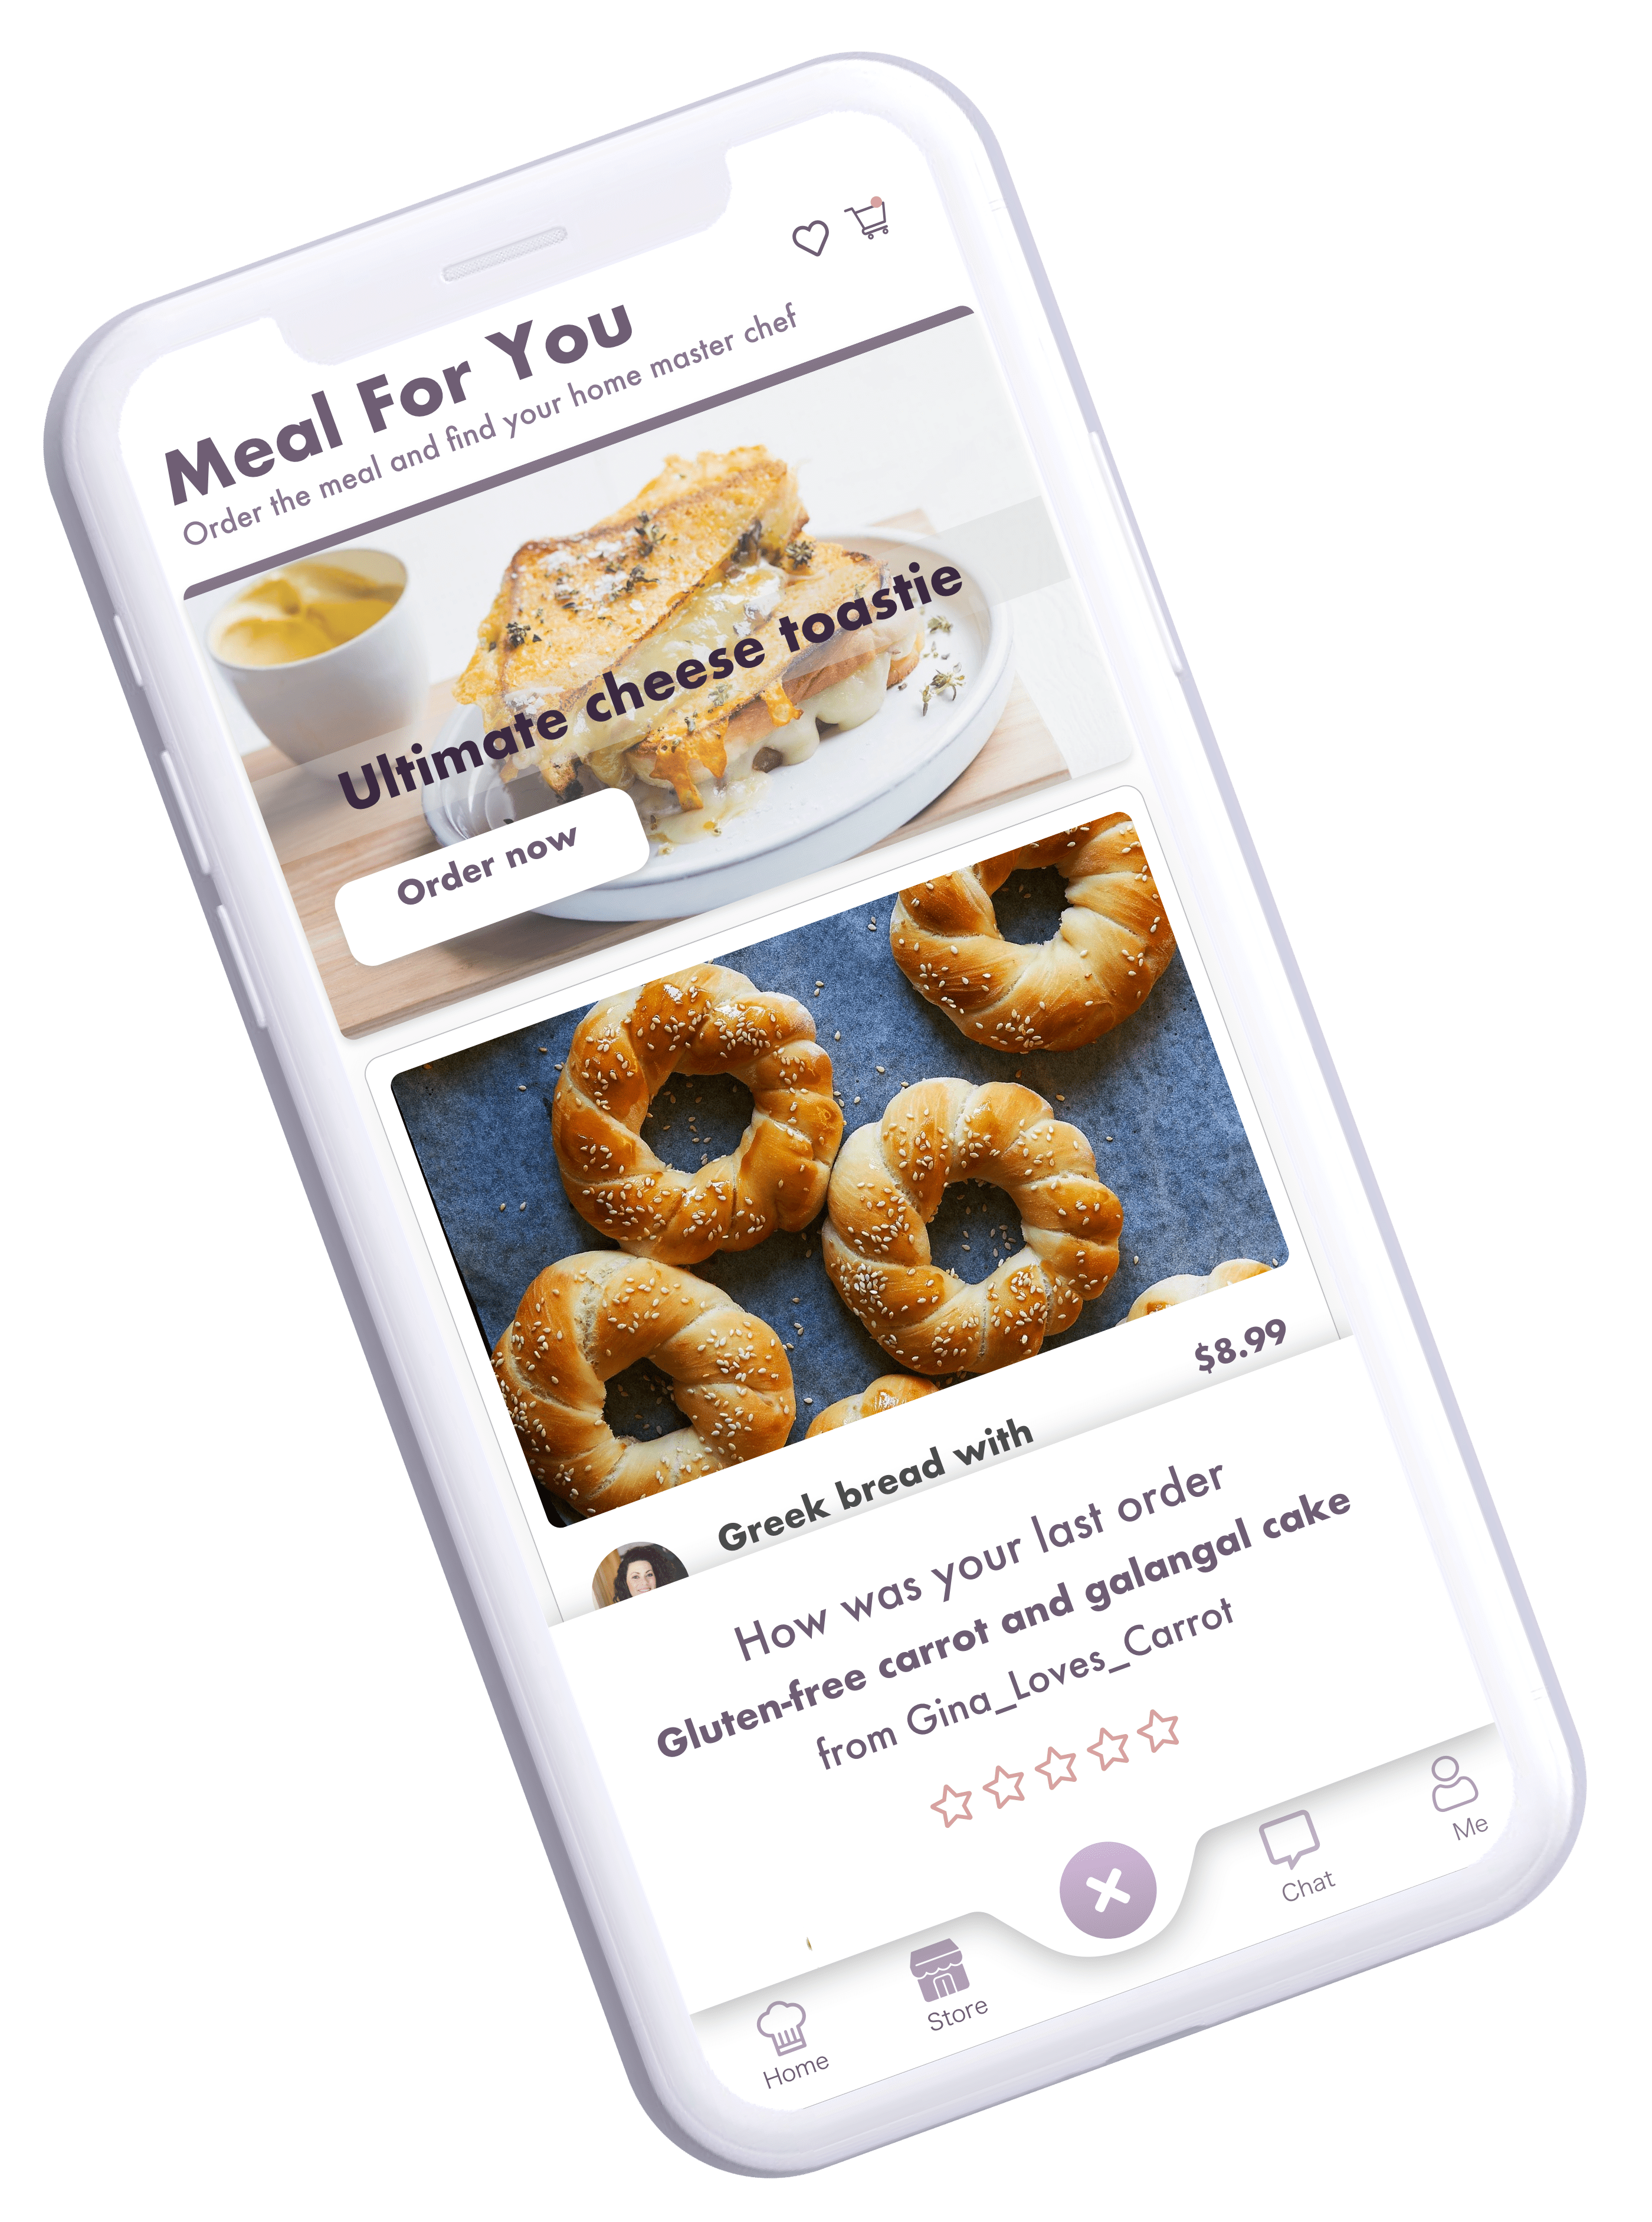 Meal For You
Order the meal and find your home master chef
Ultimate cheese toastie
Order now
$8.99
Greek bread with
How was your last order
Gluten-free carrot and galangal cake
from Gina_Loves_Carrot
Home
Store
Chat
Me